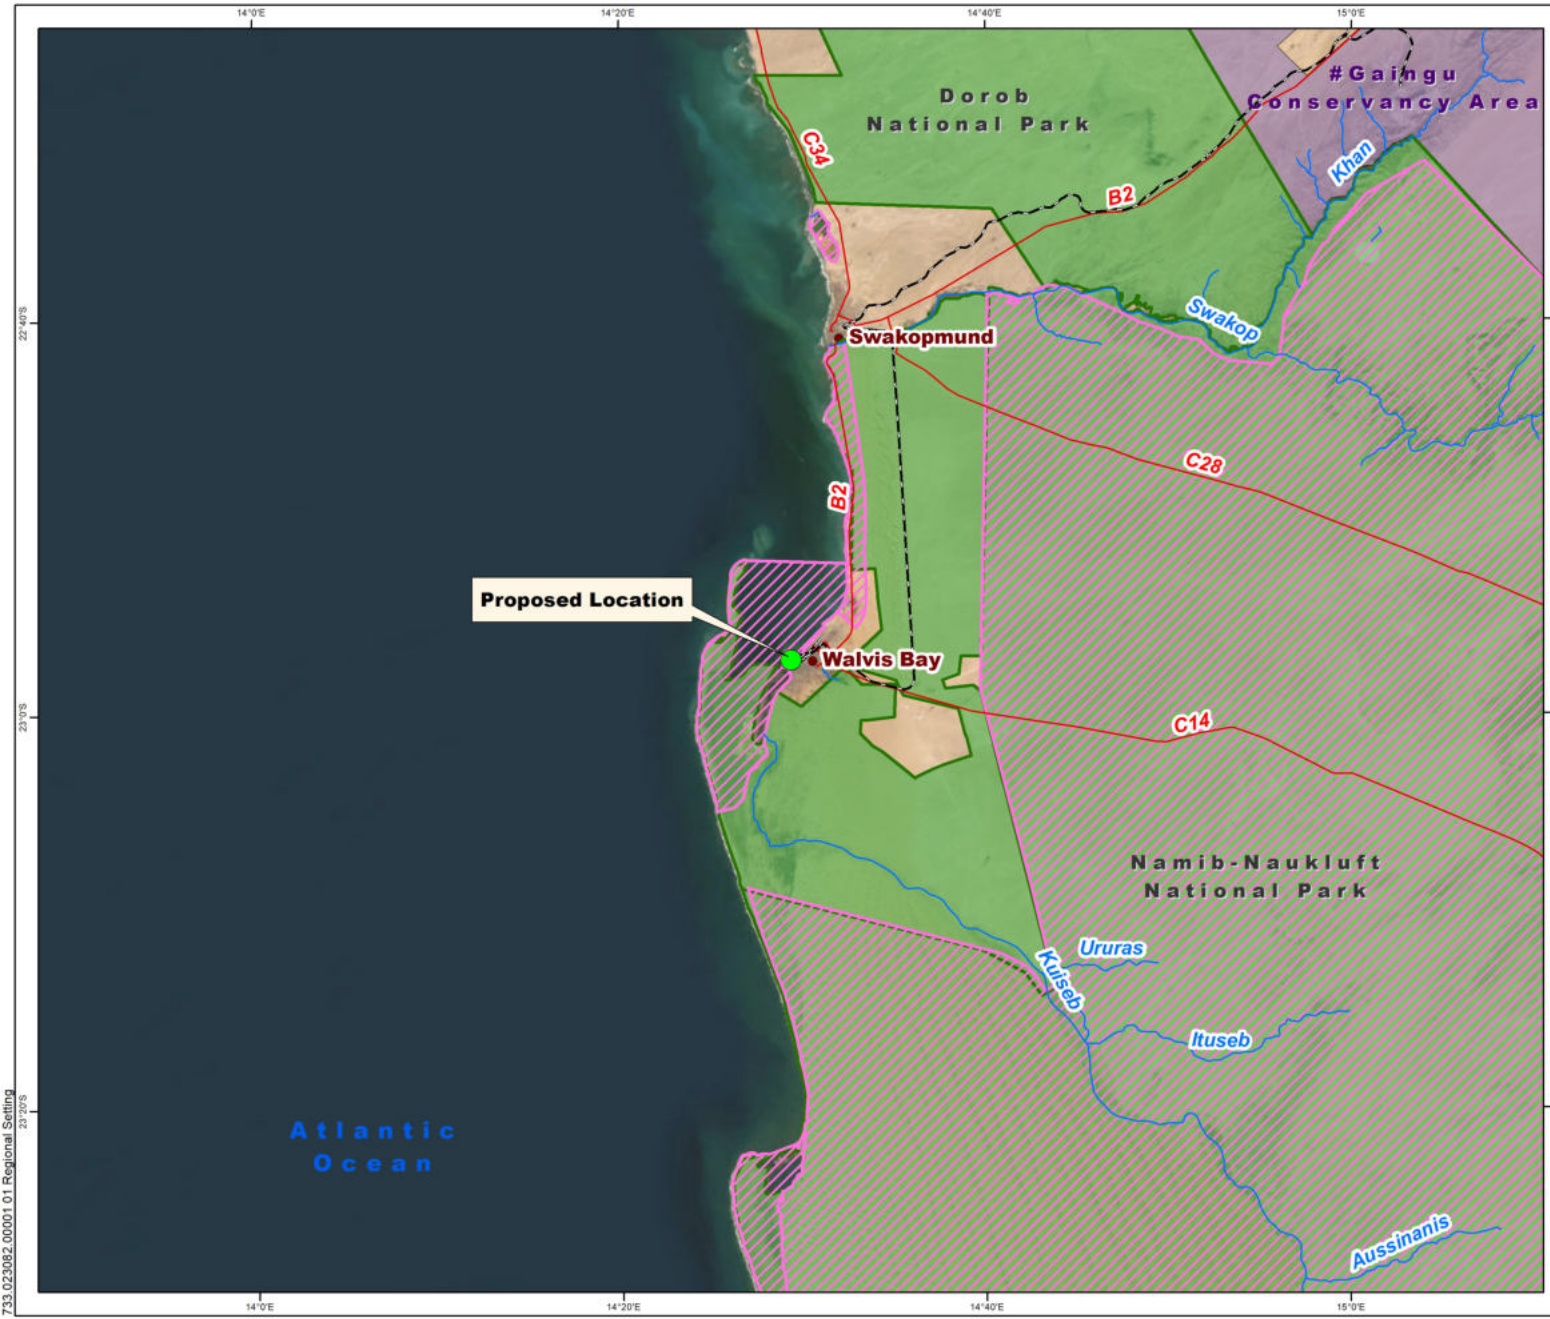 14°0'E
14°20'E
14°40'E
15°0'E
#Gaingu
Conservancy Area
Dorob
National Park
C34
Khan
B2
Swakop
22°40'S
Swakopmund
C28
B2
Proposed Location
Walvis Bay
23°0'S
C14
Namib-Naukluft
National Park
Ururas
Kuiseb
Ituseb
23°20'S
Atlantic
Ocean
Aussinanis
733.023082.00001 01 Regional Setting
14°0'E
14°20'E
14°40'E
15°0'E